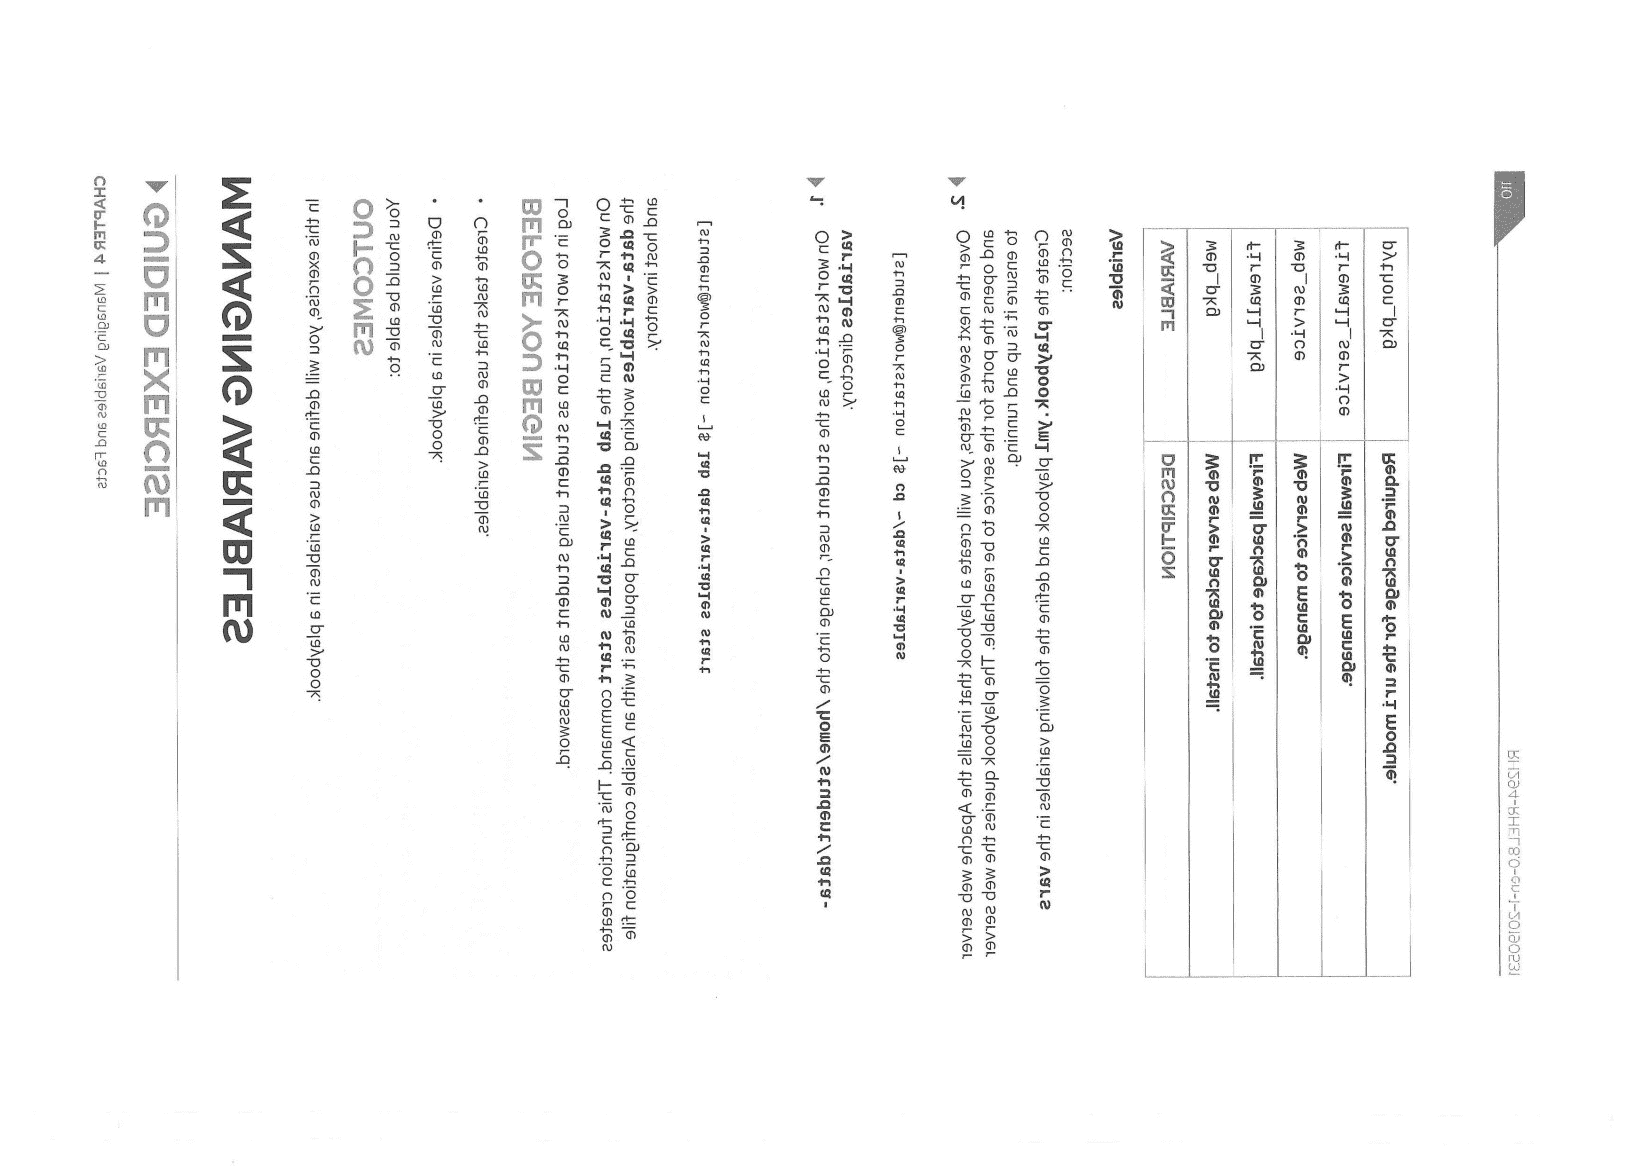 CHAPTER 4 | Managing Variables and Facts
▶ GUIDED EXERCISE
MANAGING VARIABLES
In this exercise, you will define and use variables in a playbook.
OUTCOMES
You should be able to:
• Define variables in a playbook.
• Create tasks that use defined variables.
BEFORE YOU BEGIN
Log in to workstation as student using student as the password.
On workstation, run the lab data-variables start command. This function creates
the data-variables working directory, and populates it with an Ansible configuration file
and host inventory.
[student@workstation ~]$ lab data-variables start
▶ 1. On workstation, as the student user, change into the /home/student/data-
variables directory.
[student@workstation ~]$ cd ~/data-variables
▶ 2. Over the next several steps, you will create a playbook that installs the Apache web server
and opens the ports for the service to be reachable. The playbook queries the web server
to ensure it is up and running.
Create the playbook.yml playbook and define the following variables in the vars
section:
Variables
VARIABLE DESCRIPTION
web_pkg Web server package to install.
firewall_pkg Firewall package to install.
web_service Web service to manage.
firewall_service Firewall service to manage.
python_pkg Required package for the uri module.
110 RH294-RHEL8.0-en-1-20190531